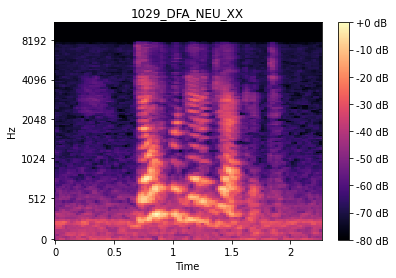 1029_DFA_NEU_XX
+0 dB
8192
-10 dB
4096
-20 dB
-30 dB
2048
-40 dB
Hz
1024
-50 dB
512
-60 dB
-70 dB
0
-80 dB
0 0.5 1 1.5 2
Time